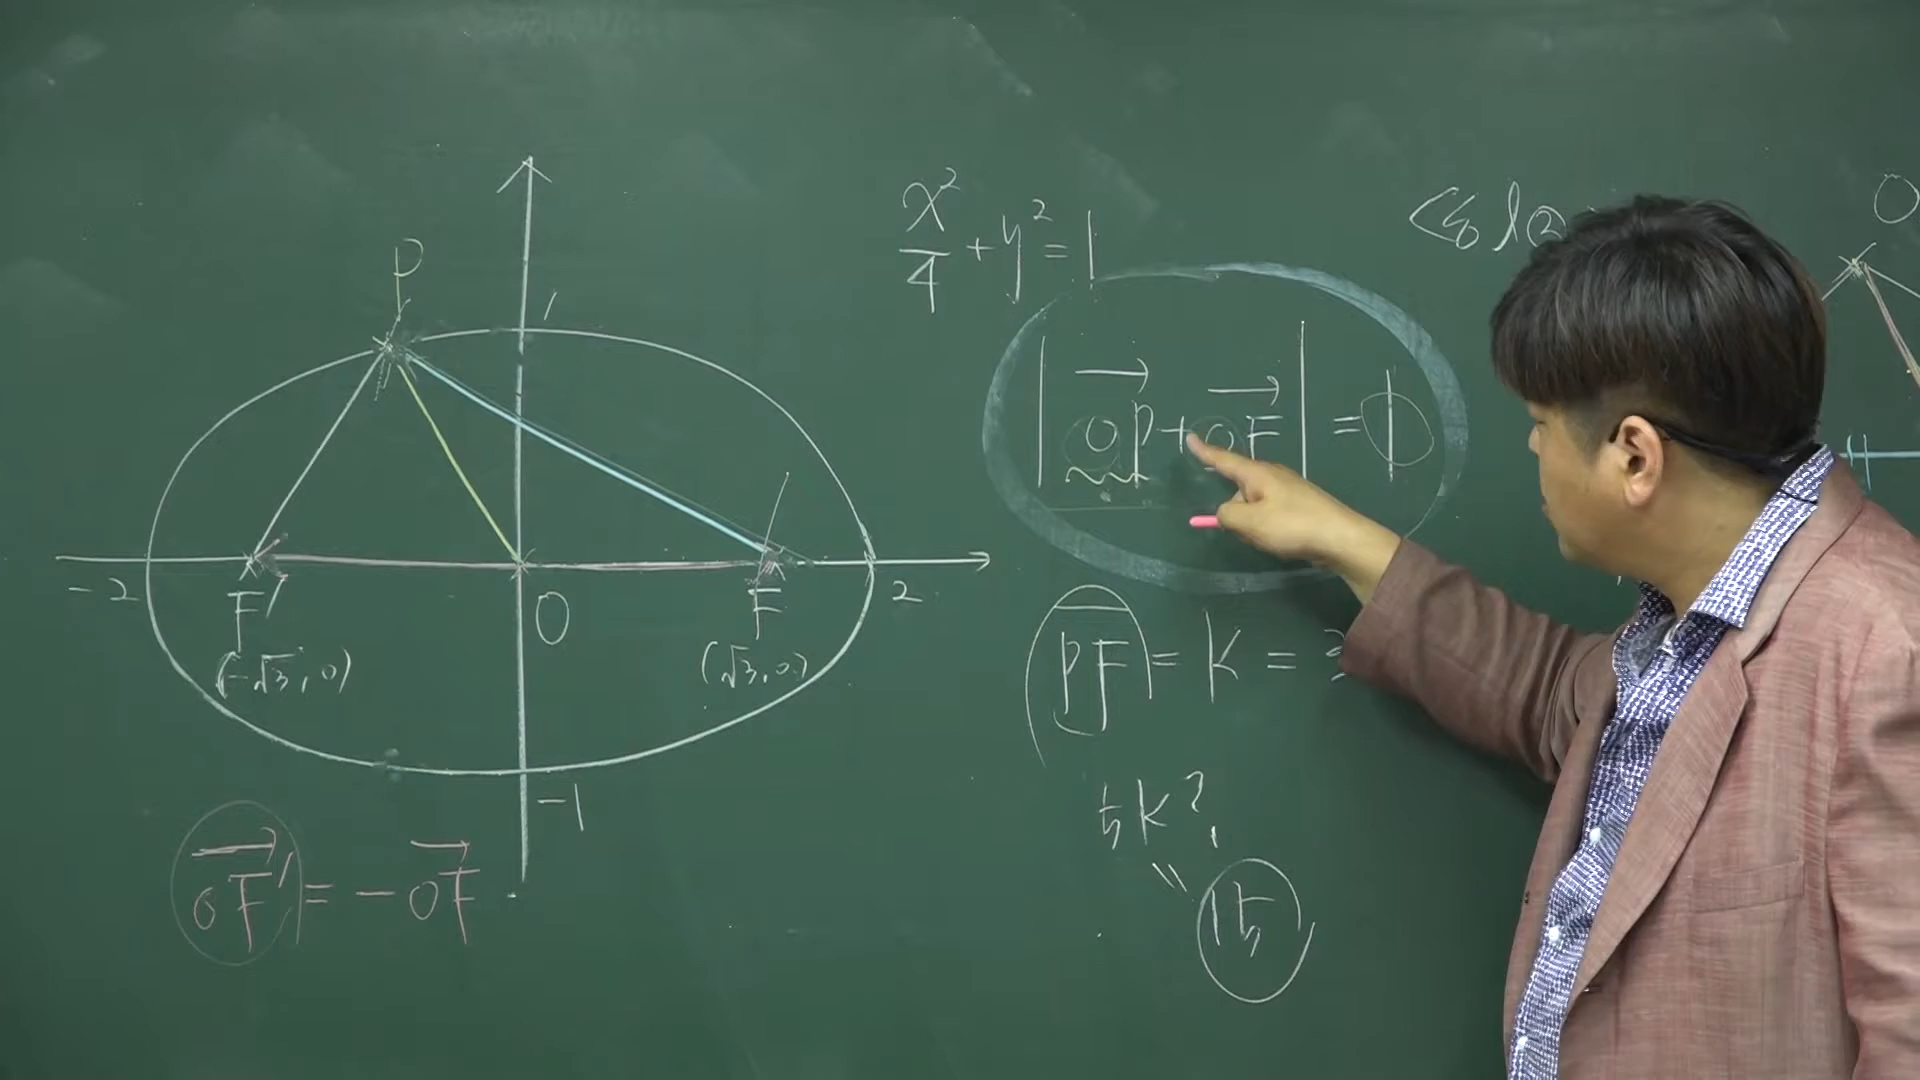 P
1
-2
F'
O
F
2
(-√3, 0)
(√3, 0)
-1
OF' = -OF
x²/4 + y² = 1
|OP + OF| = 1
PF = K =
5K?
15
O